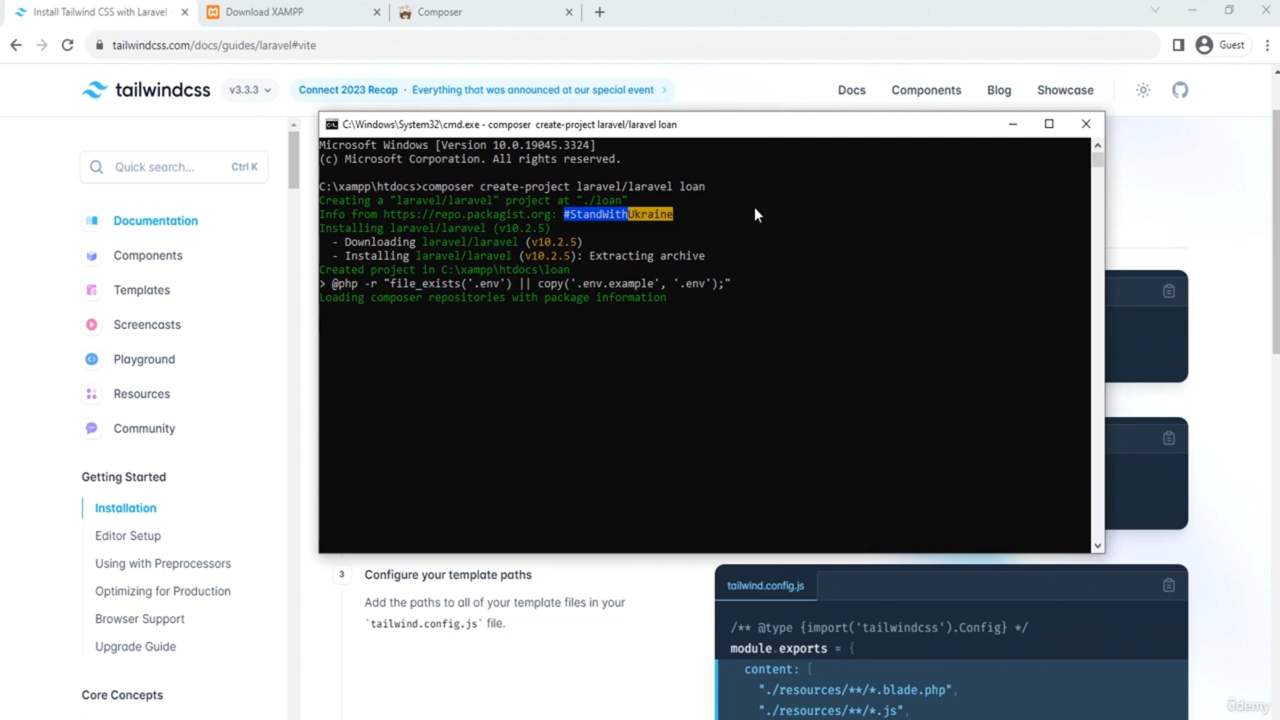 Install Tailwind CSS with Laravel
Download XAMPP
Composer
tailwindcss.com/docs/guides/laravel#vite
Guest
tailwindcss
v3.3.3
Connect 2023 Recap · Everything that was announced at our special event
Docs
Components
Blog
Showcase
Quick search...
Ctrl K
Documentation
Components
Templates
Screencasts
Playground
Resources
Community
Getting Started
Installation
Editor Setup
Using with Preprocessors
Optimizing for Production
Browser Support
Upgrade Guide
Core Concepts
C:\Windows\System32\cmd.exe - composer create-project laravel/laravel loan
Microsoft Windows [Version 10.0.19045.3324]
(c) Microsoft Corporation. All rights reserved.
C:\xampp\htdocs>composer create-project laravel/laravel loan
Creating a "laravel/laravel" project at "./loan"
Info from https://repo.packagist.org: #StandWithUkraine
Installing laravel/laravel (v10.2.5)
- Downloading laravel/laravel (v10.2.5)
- Installing laravel/laravel (v10.2.5): Extracting archive
Created project in C:\xampp\htdocs\loan
> @php -r "file_exists('.env') || copy('.env.example', '.env');"
Loading composer repositories with package information
3
Configure your template paths
Add the paths to all of your template files in your
`tailwind.config.js` file.
tailwind.config.js
/** @type {import('tailwindcss').Config} */
module.exports = {
content: [
"./resources/**/*.blade.php",
"./resources/**/*.js",
ûdemy